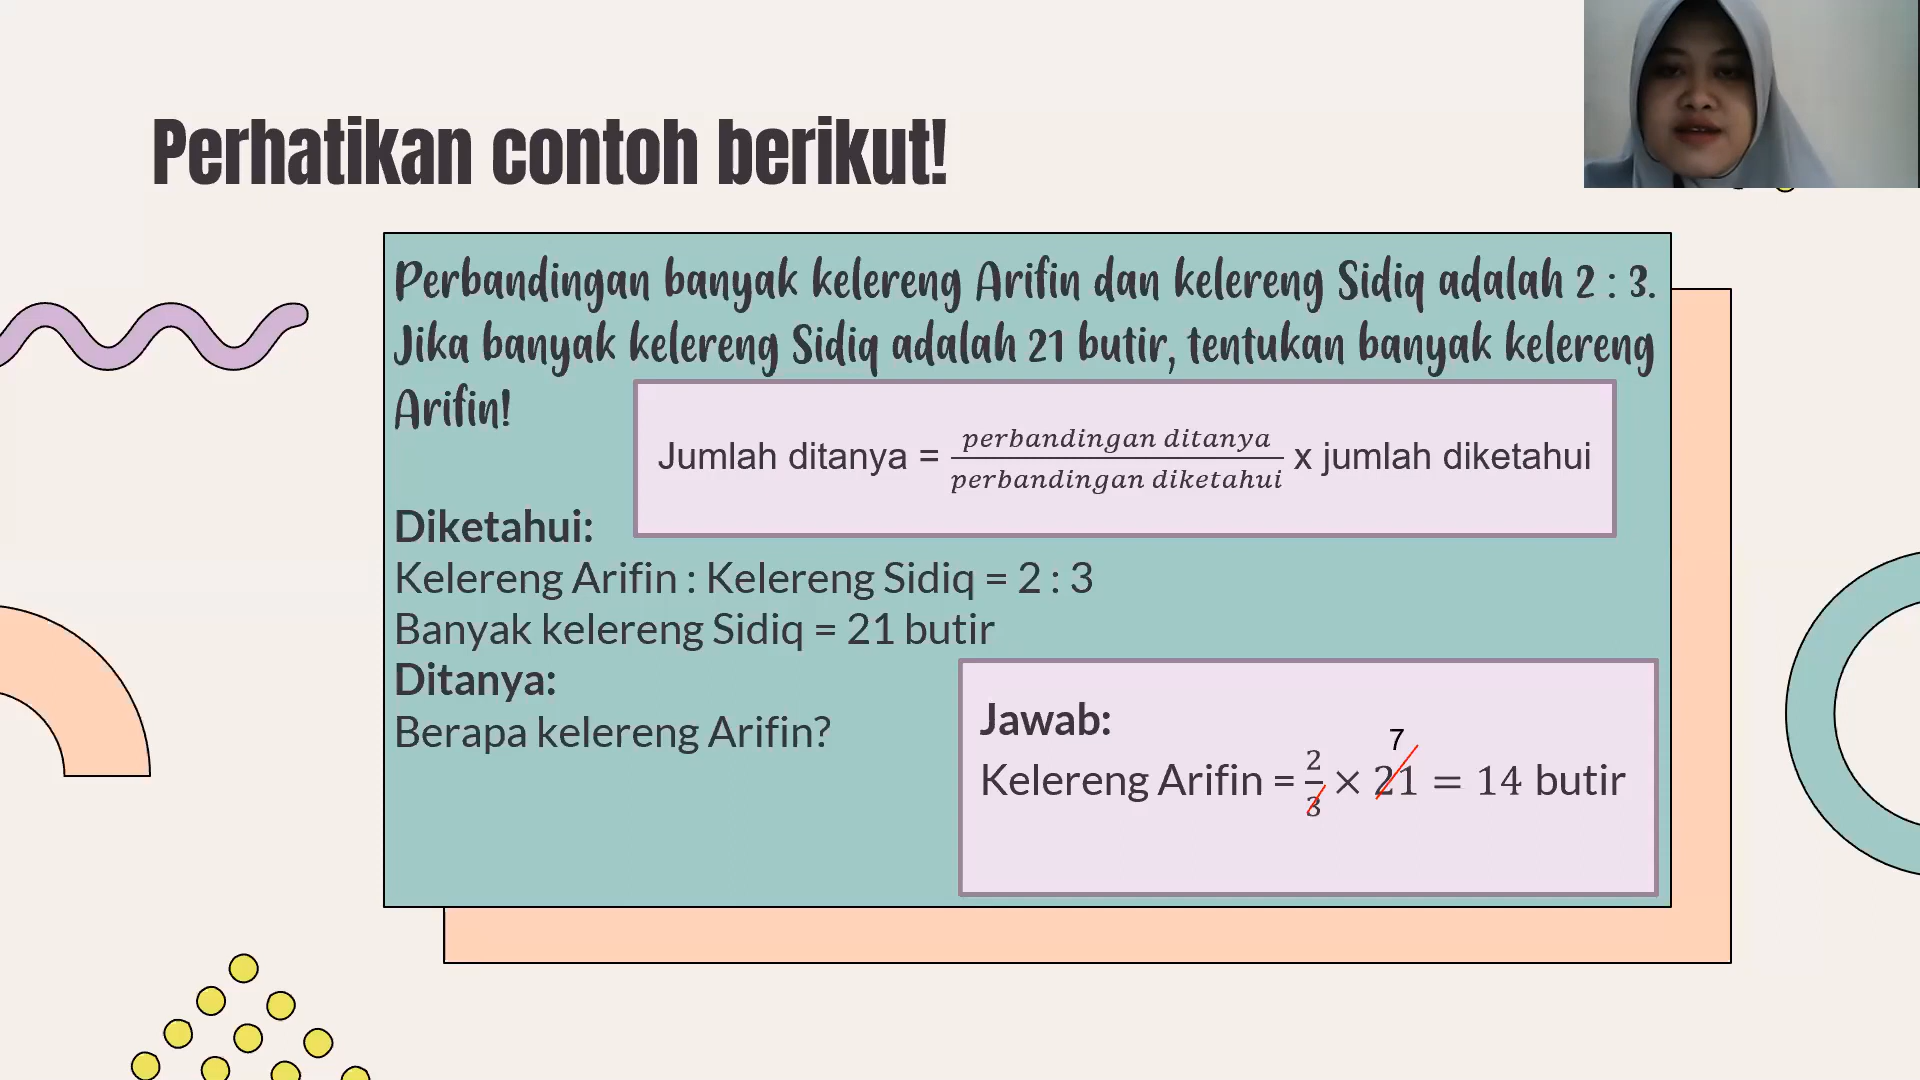 Perhatikan contoh berikut!
Perbandingan banyak kelereng Arifin dan kelereng Sidiq adalah 2 : 3.
Jika banyak kelereng Sidiq adalah 21 butir, tentukan banyak kelereng
Arifin!
Jumlah ditanya = perbandingan ditanya / perbandingan diketahui x jumlah diketahui
Diketahui:
Kelereng Arifin : Kelereng Sidiq = 2 : 3
Banyak kelereng Sidiq = 21 butir
Ditanya:
Berapa kelereng Arifin?
Jawab:
7
Kelereng Arifin = 2/3 × 21 = 14 butir